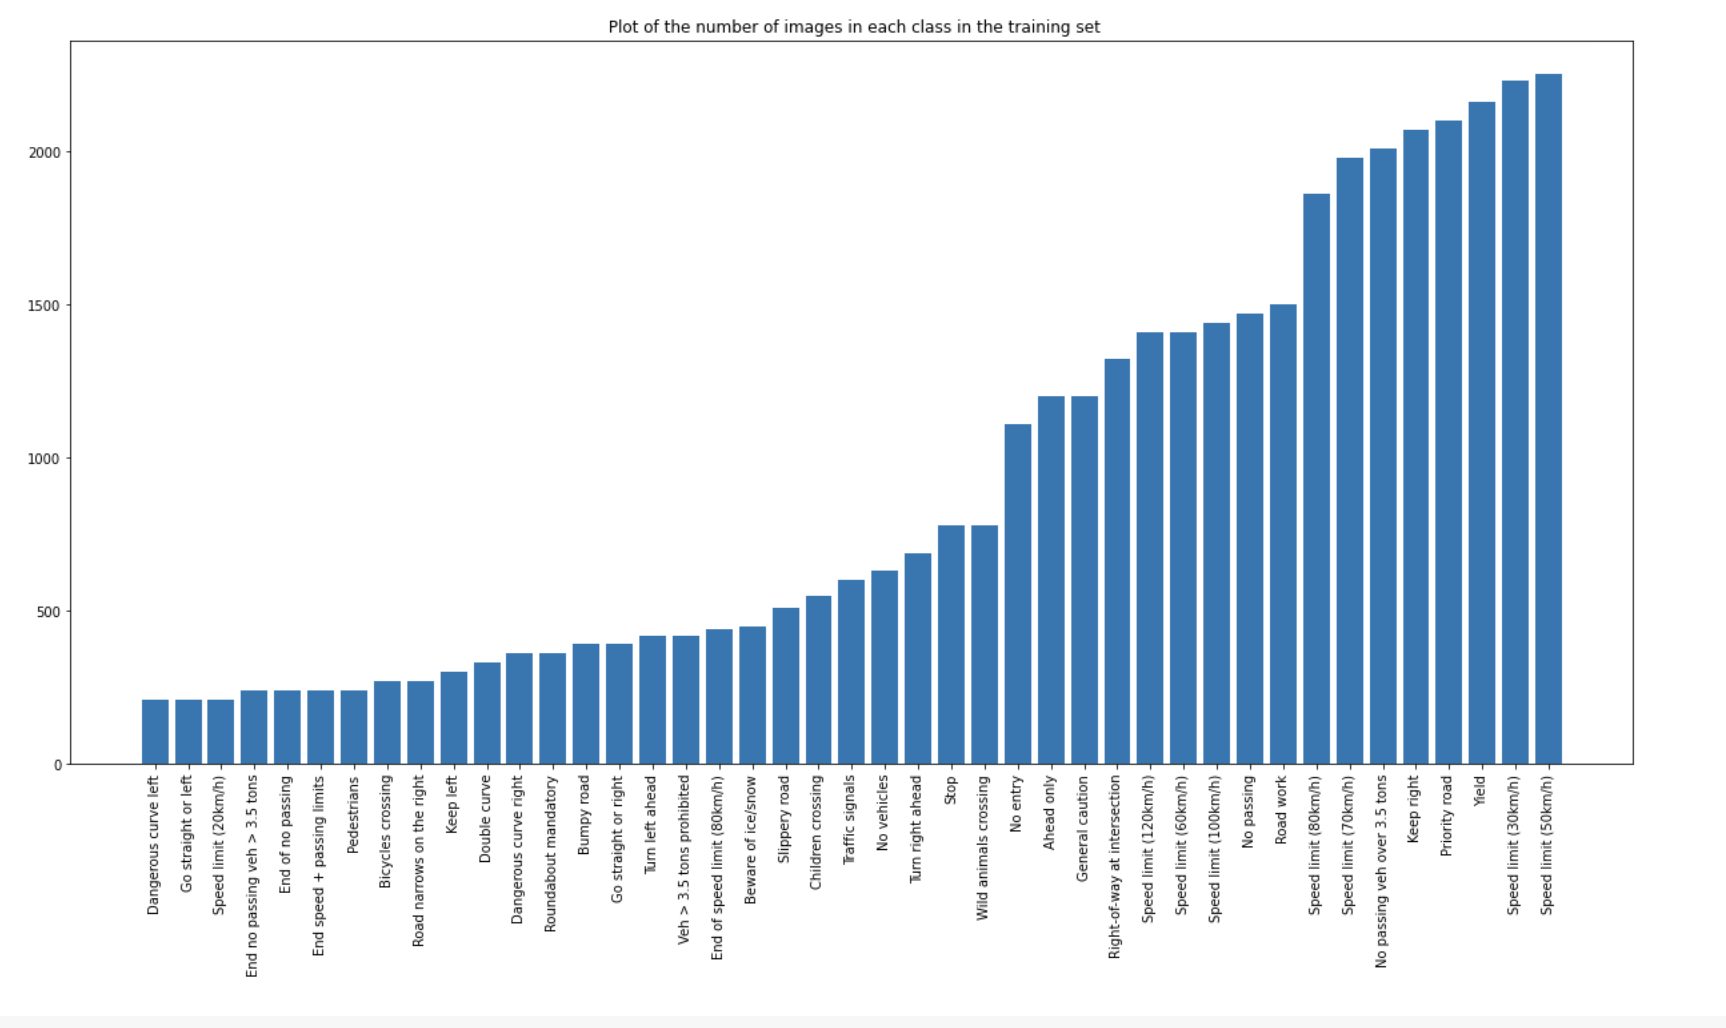 Plot of the number of images in each class in the training set
2000
1500
1000
500
0
Dangerous curve left
Go straight or left
Speed limit (20km/h)
End no passing veh > 3.5 tons
End of no passing
End speed + passing limits
Pedestrians
Bicycles crossing
Road narrows on the right
Keep left
Double curve
Dangerous curve right
Roundabout mandatory
Bumpy road
Go straight or right
Turn left ahead
Veh > 3.5 tons prohibited
End of speed limit (80km/h)
Beware of ice/snow
Slippery road
Children crossing
Traffic signals
No vehicles
Turn right ahead
Stop
Wild animals crossing
No entry
Ahead only
General caution
Right-of-way at intersection
Speed limit (120km/h)
Speed limit (60km/h)
Speed limit (100km/h)
No passing
Road work
Speed limit (80km/h)
Speed limit (70km/h)
No passing veh over 3.5 tons
Keep right
Priority road
Yield
Speed limit (30km/h)
Speed limit (50km/h)